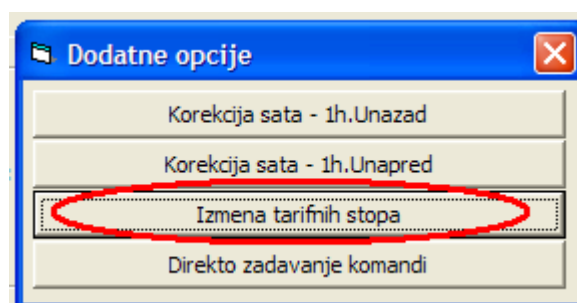 Dodatne opcije
Korekcija sata - 1h.Unazad
Korekcija sata - 1h.Unapred
Izmena tarifnih stopa
Direkto zadavanje komandi